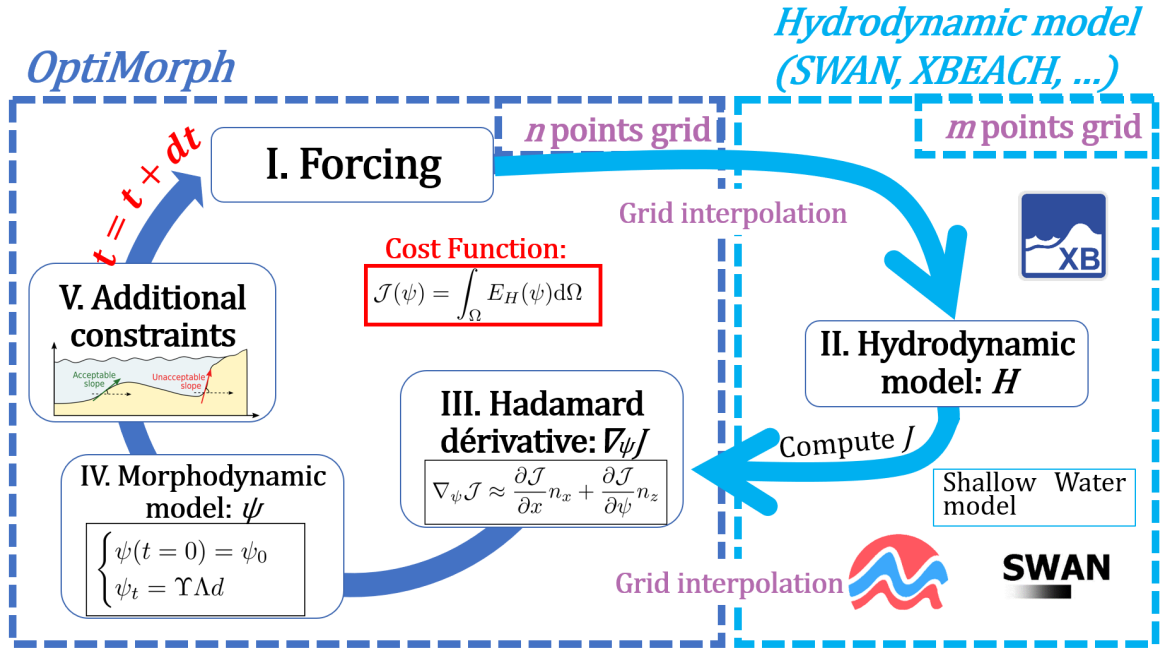 OptiMorph
Hydrodynamic model
(SWAN, XBEACH, ...)
n points grid
m points grid
t = t + dt
I. Forcing
Grid interpolation
XB
Cost Function:
𝒥(ψ) = ∫_Ω E_H(ψ)dΩ
V. Additional
constraints
Acceptable
slope
Unacceptable
slope
II. Hydrodynamic
model: H
III. Hadamard
dérivative: ∇ψJ
∇_ψ𝒥 ≈ ∂𝒥/∂x n_x + ∂𝒥/∂ψ n_z
Compute J
Shallow Water
model
IV. Morphodynamic
model: ψ
{ψ(t = 0) = ψ_0
ψ_t = ΥΛd
Grid interpolation
SWAN